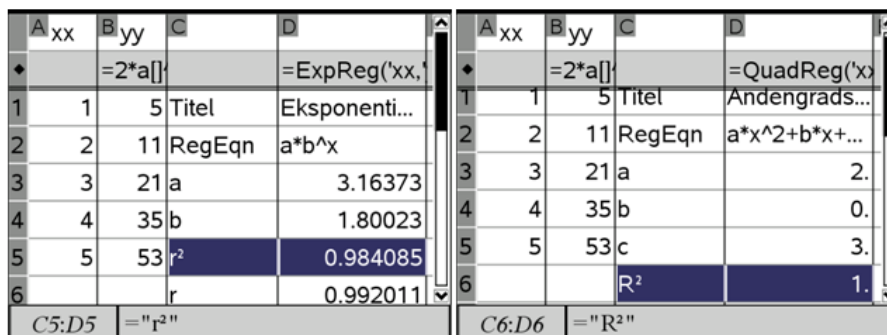 A xx B yy C D
◆ =2*a[]^ =ExpReg('xx,'
1 1 5 Titel Eksponenti...
2 2 11 RegEqn a*b^x
3 3 21 a 3.16373
4 4 35 b 1.80023
5 5 53 r² 0.984085
6 r 0.992011
C5:D5 ="r²"
A xx B yy C D
◆ =2*a[]^ =QuadReg('xx
1 1 5 Titel Andengrads...
2 2 11 RegEqn a*x^2+b*x+...
3 3 21 a 2.
4 4 35 b 0.
5 5 53 c 3.
6 R² 1.
C6:D6 ="R²"